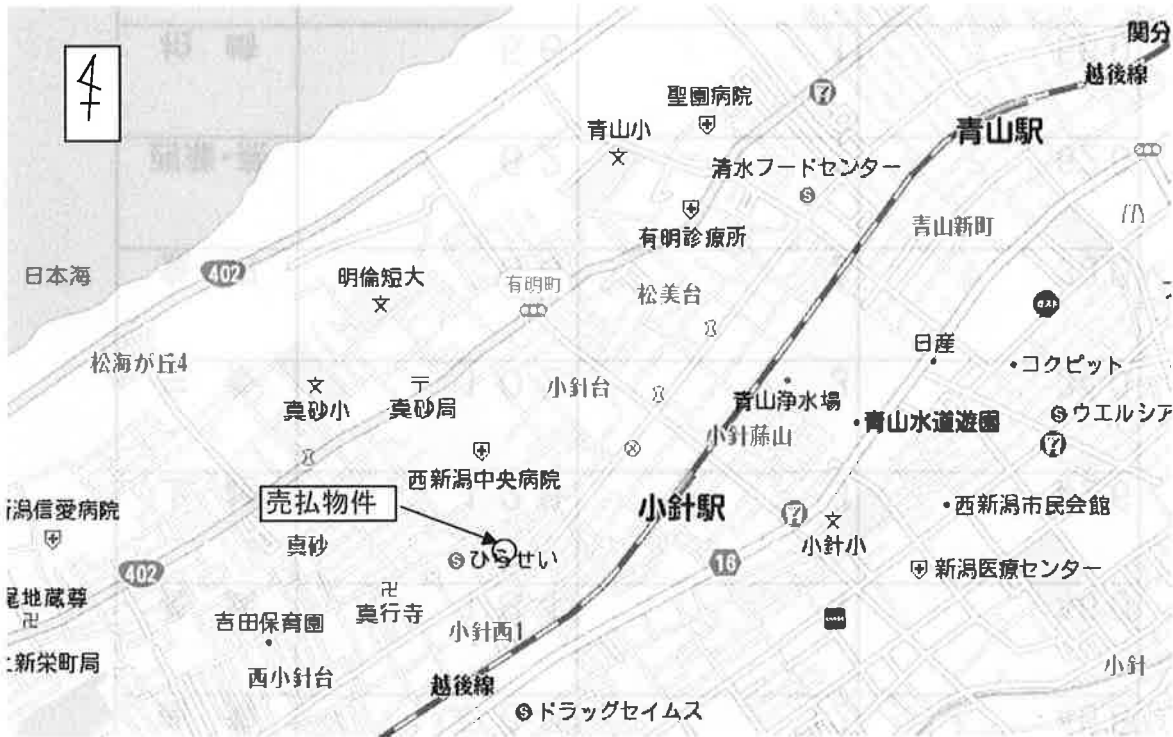 関分
越後線
聖園病院
青山駅
青山小
清水フードセンター
有明診療所
青山新町
日本海
402
明倫短大
有明町
松美台
ガスト
日産
松海が丘4
コクピット
小針台
真砂小
真砂局
青山浄水場
青山水道遊園
ウエルシア
小針藤山
西新潟中央病院
売払物件
小針駅
西新潟市民会館
潟信愛病院
真砂
小針小
ひらせい
16
新潟医療センター
402
尾地蔵尊
真行寺
吉田保育園
小針西1
新栄町局
西小針台
越後線
小針
ドラッグセイムス